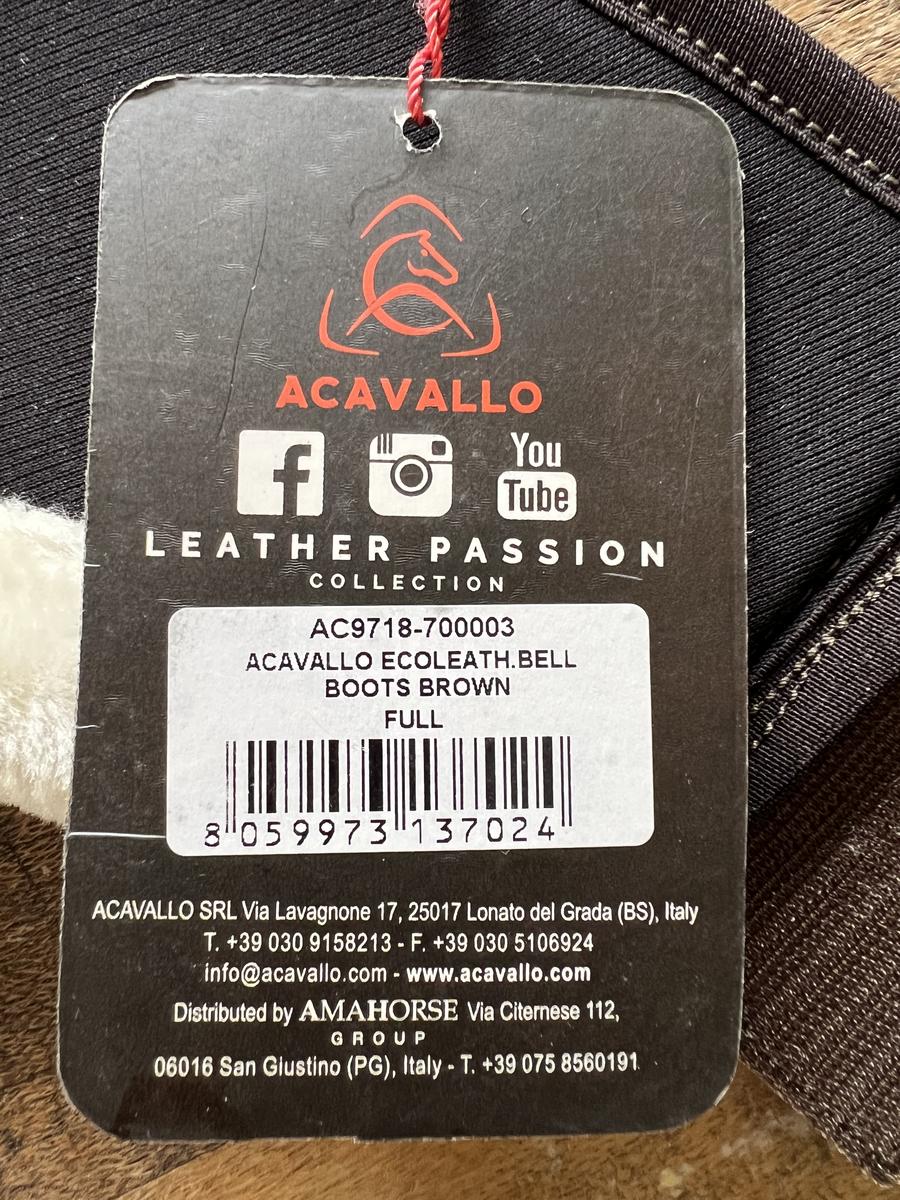 ACAVALLO
You
Tube
LEATHER PASSION
COLLECTION
AC9718-700003
ACAVALLO ECOLEATH.BELL
BOOTS BROWN
FULL
8 059973 137024
ACAVALLO SRL Via Lavagnone 17, 25017 Lonato del Grada (BS), Italy
T. +39 030 9158213 - F. +39 030 5106924
info@acavallo.com - www.acavallo.com
Distributed by AMAHORSE Via Citernese 112,
GROUP
06016 San Giustino (PG), Italy - T. +39 075 8560191